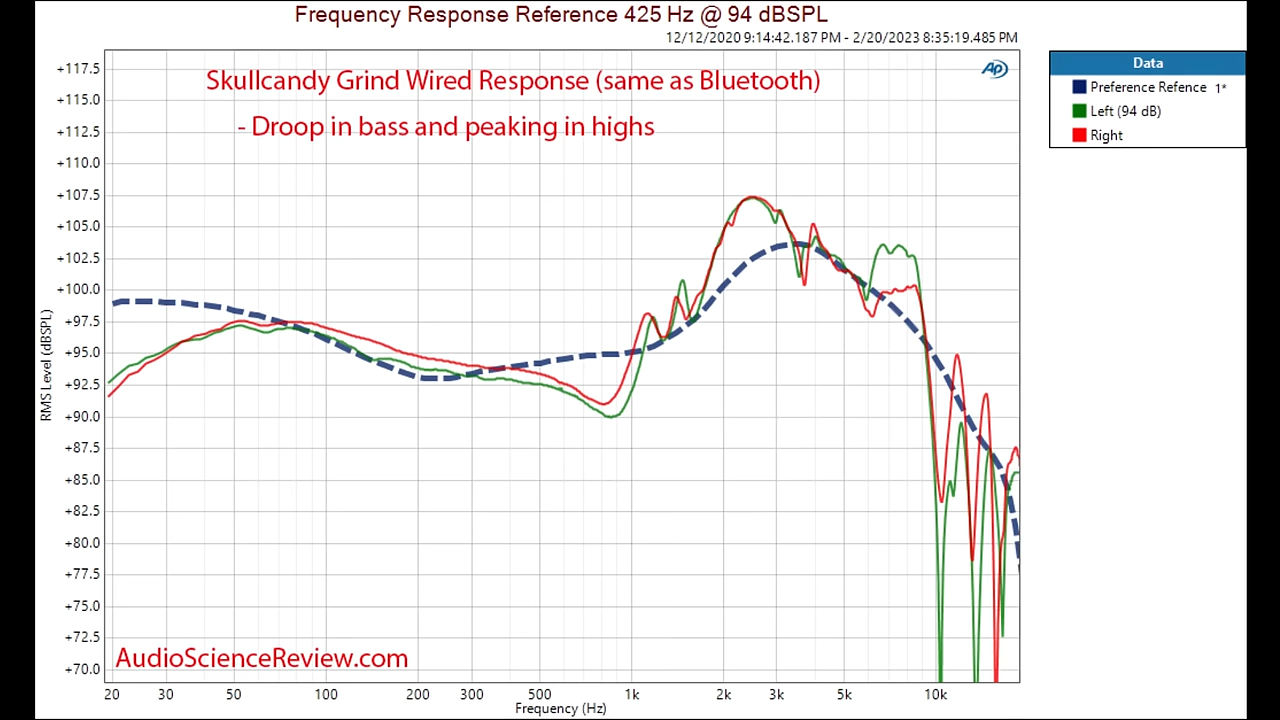 Frequency Response Reference 425 Hz @ 94 dBSPL
12/12/2020 9:14:42.187 PM - 2/20/2023 8:35:19.485 PM
Skullcandy Grind Wired Response (same as Bluetooth)
- Droop in bass and peaking in highs
AP
Data
Preference Refence 1*
Left (94 dB)
Right
RMS Level (dBSPL)
+117.5
+115.0
+112.5
+110.0
+107.5
+105.0
+102.5
+100.0
+97.5
+95.0
+92.5
+90.0
+87.5
+85.0
+82.5
+80.0
+77.5
+75.0
+72.5
+70.0
AudioScienceReview.com
20 30 50 100 200 300 500 1k 2k 3k 5k 10k
Frequency (Hz)